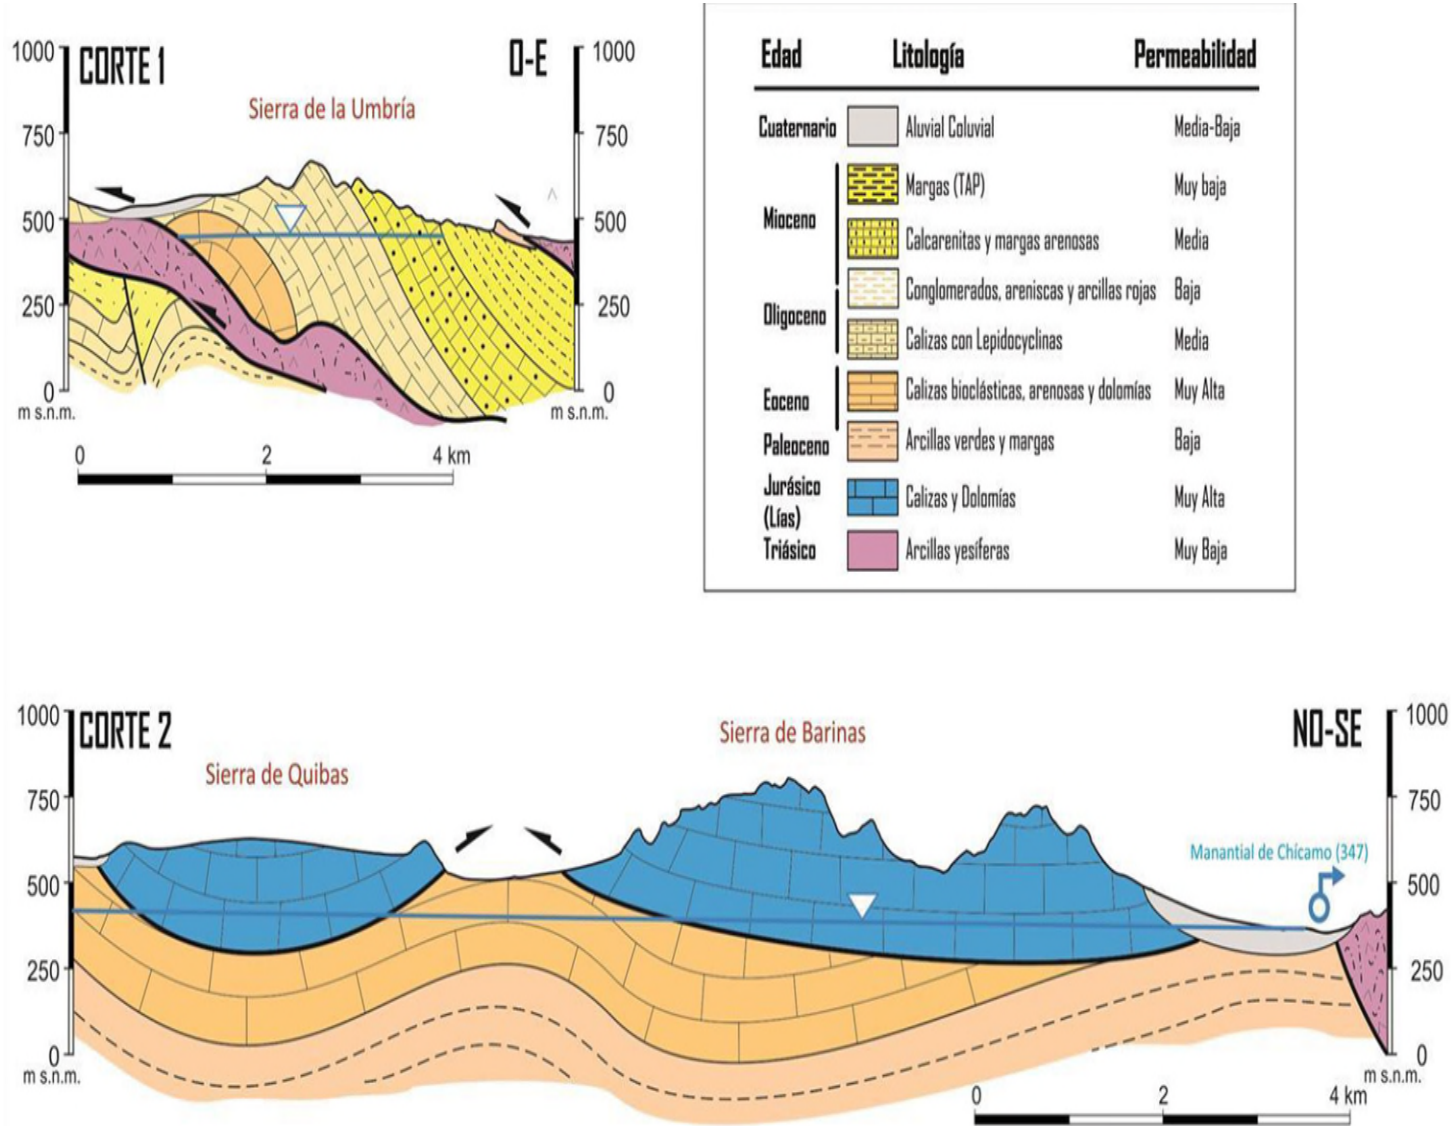 CORTE 1
O-E
Sierra de la Umbría
1000
750
500
250
0
m s.n.m.
1000
750
500
250
0
m s.n.m.
0 2 4 km
Edad Litología Permeabilidad
Cuaternario Aluvial Coluvial Media-Baja
Mioceno
Margas (TAP) Muy baja
Calcarenitas y margas arenosas Media
Conglomerados, areniscas y arcillas rojas Baja
Oligoceno
Calizas con Lepidocyclinas Media
Eoceno
Calizas bioclásticas, arenosas y dolomías Muy Alta
Paleoceno Arcillas verdes y margas Baja
Jurásico
(Lías)
Calizas y Dolomías Muy Alta
Triásico Arcillas yesíferas Muy Baja
CORTE 2
NO-SE
Sierra de Quibas
Sierra de Barinas
Manantial de Chícamo (347)
1000
750
500
250
0
m s.n.m.
1000
750
500
250
0
m s.n.m.
0 2 4 km